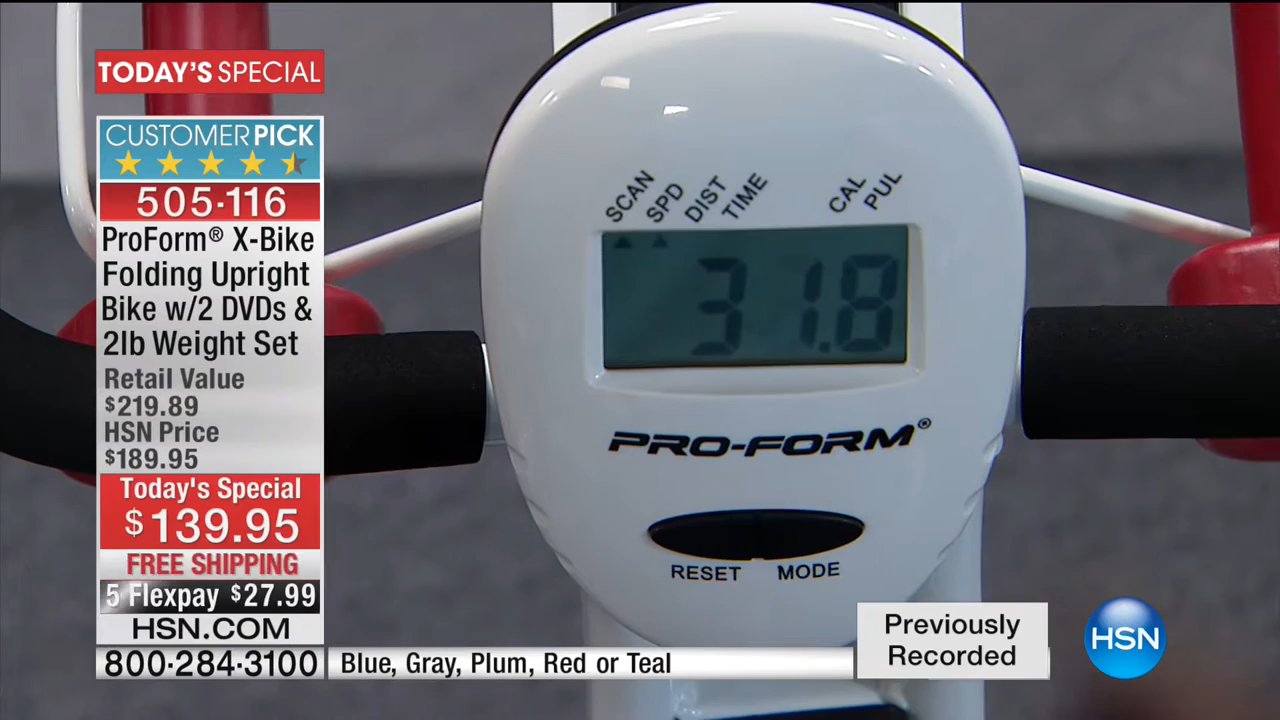 TODAY'S SPECIAL
CUSTOMER PICK
505·116
ProForm® X-Bike
Folding Upright
Bike w/2 DVDs &
2lb Weight Set
Retail Value
$219.89
HSN Price
$189.95
Today's Special
$139.95
FREE SHIPPING
5 Flexpay $27.99
HSN.COM
800·284·3100
Blue, Gray, Plum, Red or Teal
SCAN
SPD
DIST
TIME
CAL
PUL
31.8
PRO-FORM®
RESET MODE
Previously
Recorded
HSN